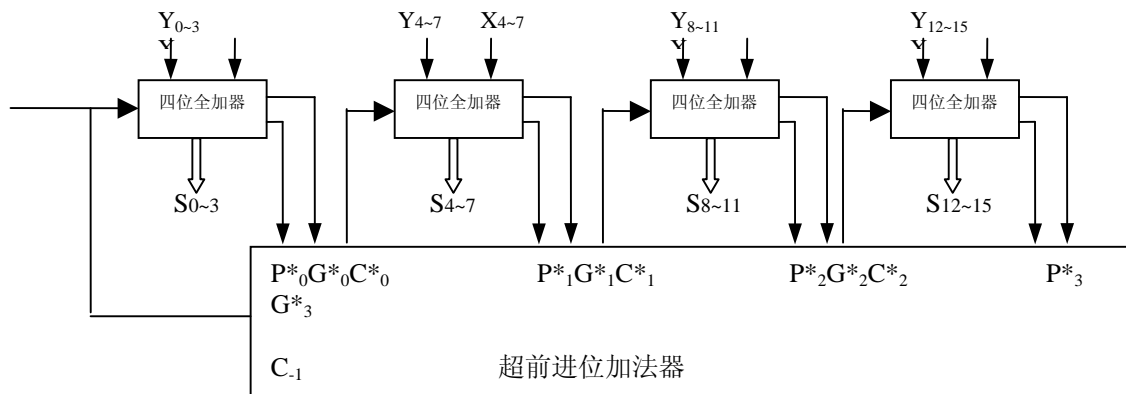 Y0~3 Y4~7 X4~7 Y8~11 Y12~15
四位全加器 四位全加器 四位全加器 四位全加器
S0~3 S4~7 S8~11 S12~15
P*0G*0C*0 P*1G*1C*1 P*2G*2C*2 P*3
G*3
C-1 超前进位加法器